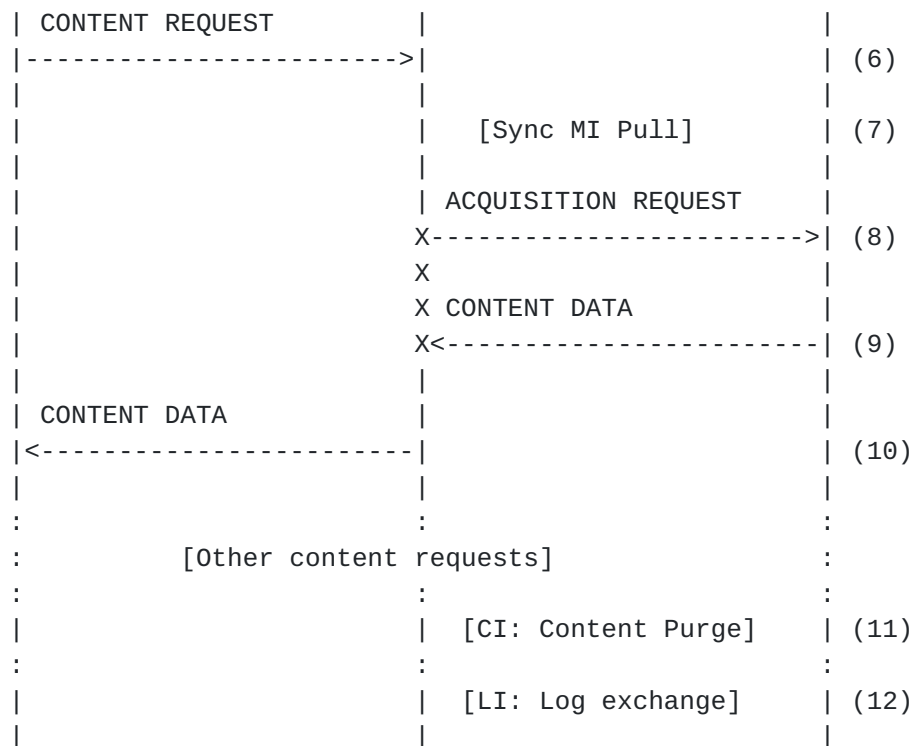 | CONTENT REQUEST         |                         |
|------------------------>|                         | (6)
|                         |                         |
|                         |   [Sync MI Pull]        | (7)
|                         |                         |
|                         | ACQUISITION REQUEST     |
|                         X------------------------>| (8)
|                         X                         |
|                         X CONTENT DATA            |
|                         X<------------------------| (9)
|                         |                         |
| CONTENT DATA            |                         |
|<------------------------|                         | (10)
|                         |                         |
:                         :                         :
:          [Other content requests]                 :
:                         :                         :
|                         |  [CI: Content Purge]    | (11)
:                         :                         :
|                         |  [LI: Log exchange]     | (12)
|                         |                         |